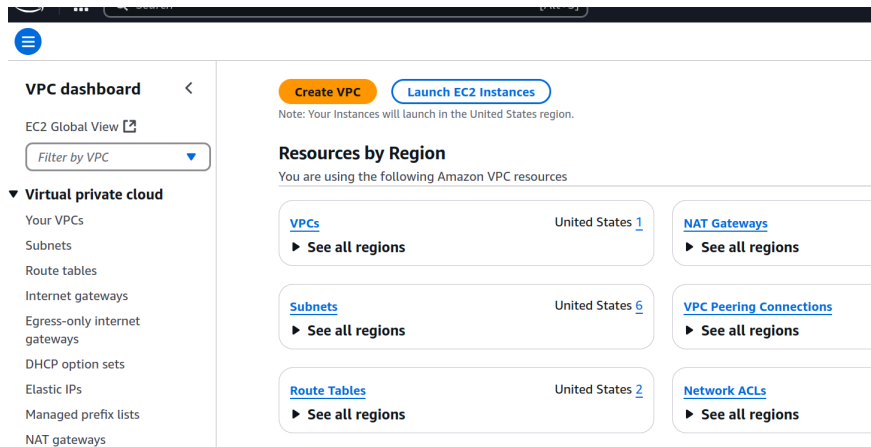 VPC dashboard
EC2 Global View
Filter by VPC
Virtual private cloud
Your VPCs
Subnets
Route tables
Internet gateways
Egress-only internet
gateways
DHCP option sets
Elastic IPs
Managed prefix lists
NAT gateways
Create VPC
Launch EC2 Instances
Note: Your Instances will launch in the United States region.
Resources by Region
You are using the following Amazon VPC resources
VPCs United States 1
See all regions
NAT Gateways
See all regions
Subnets United States 6
See all regions
VPC Peering Connections
See all regions
Route Tables United States 2
See all regions
Network ACLs
See all regions